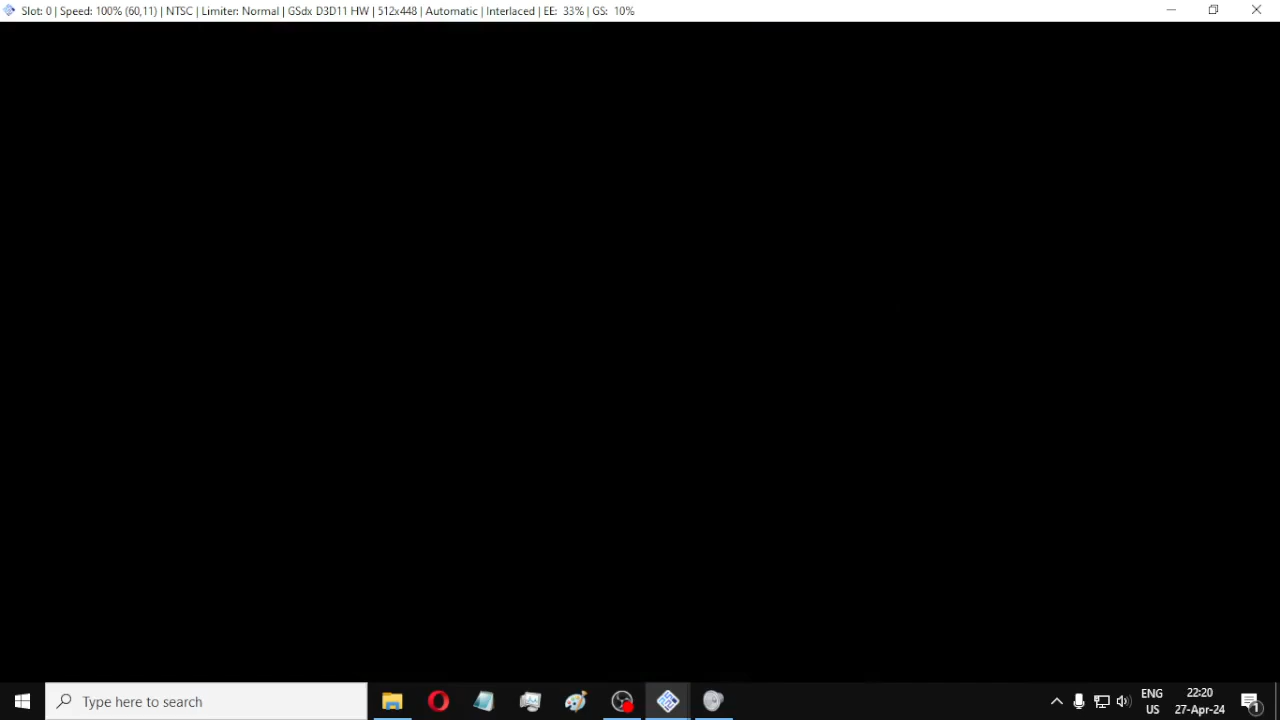 Slot: 0 | Speed: 100% (60,11) | NTSC | Limiter: Normal | GSdx D3D11 HW | 512x448 | Automatic | Interlaced | EE: 33% | GS: 10%
Type here to search
ENG
US
22:20
27-Apr-24
1